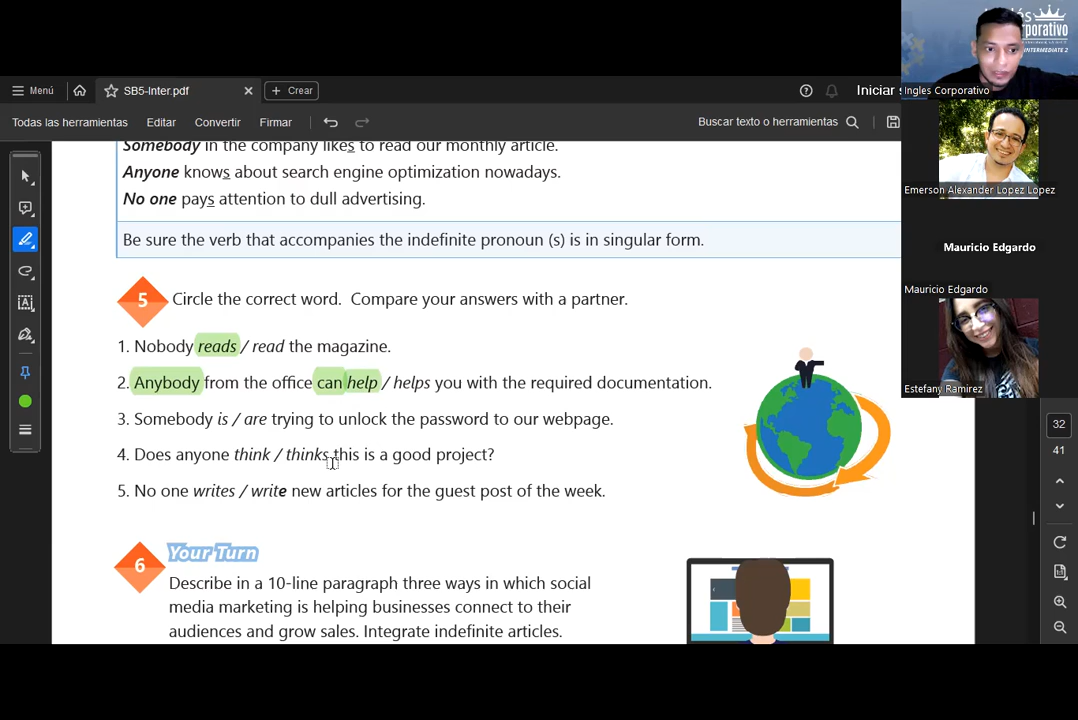 Menú
SB5-Inter.pdf
Crear
Iniciar
Todas las herramientas
Editar
Convertir
Firmar
Buscar texto o herramientas
Somebody in the company likes to read our monthly article.
Anyone knows about search engine optimization nowadays.
No one pays attention to dull advertising.
Be sure the verb that accompanies the indefinite pronoun (s) is in singular form.
5 Circle the correct word. Compare your answers with a partner.
1. Nobody reads / read the magazine.
2. Anybody from the office can help / helps you with the required documentation.
3. Somebody is / are trying to unlock the password to our webpage.
4. Does anyone think / thinks this is a good project?
5. No one writes / write new articles for the guest post of the week.
6 Your Turn
Describe in a 10-line paragraph three ways in which social
media marketing is helping businesses connect to their
audiences and grow sales. Integrate indefinite articles.
INTERMEDIATE 2
Ingles Corporativo
Emerson Alexander Lopez Lopez
Mauricio Edgardo
Mauricio Edgardo
Estefany Ramirez
32
41